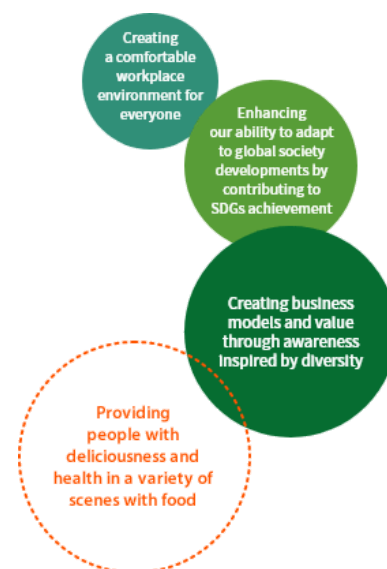 Creating
a comfortable
workplace
environment for
everyone
Enhancing
our ability to adapt
to global society
developments by
contributing to
SDGs achievement
Creating business
models and value
through awareness
inspired by diversity
Providing
people with
deliciousness and
health in a variety of
scenes with food